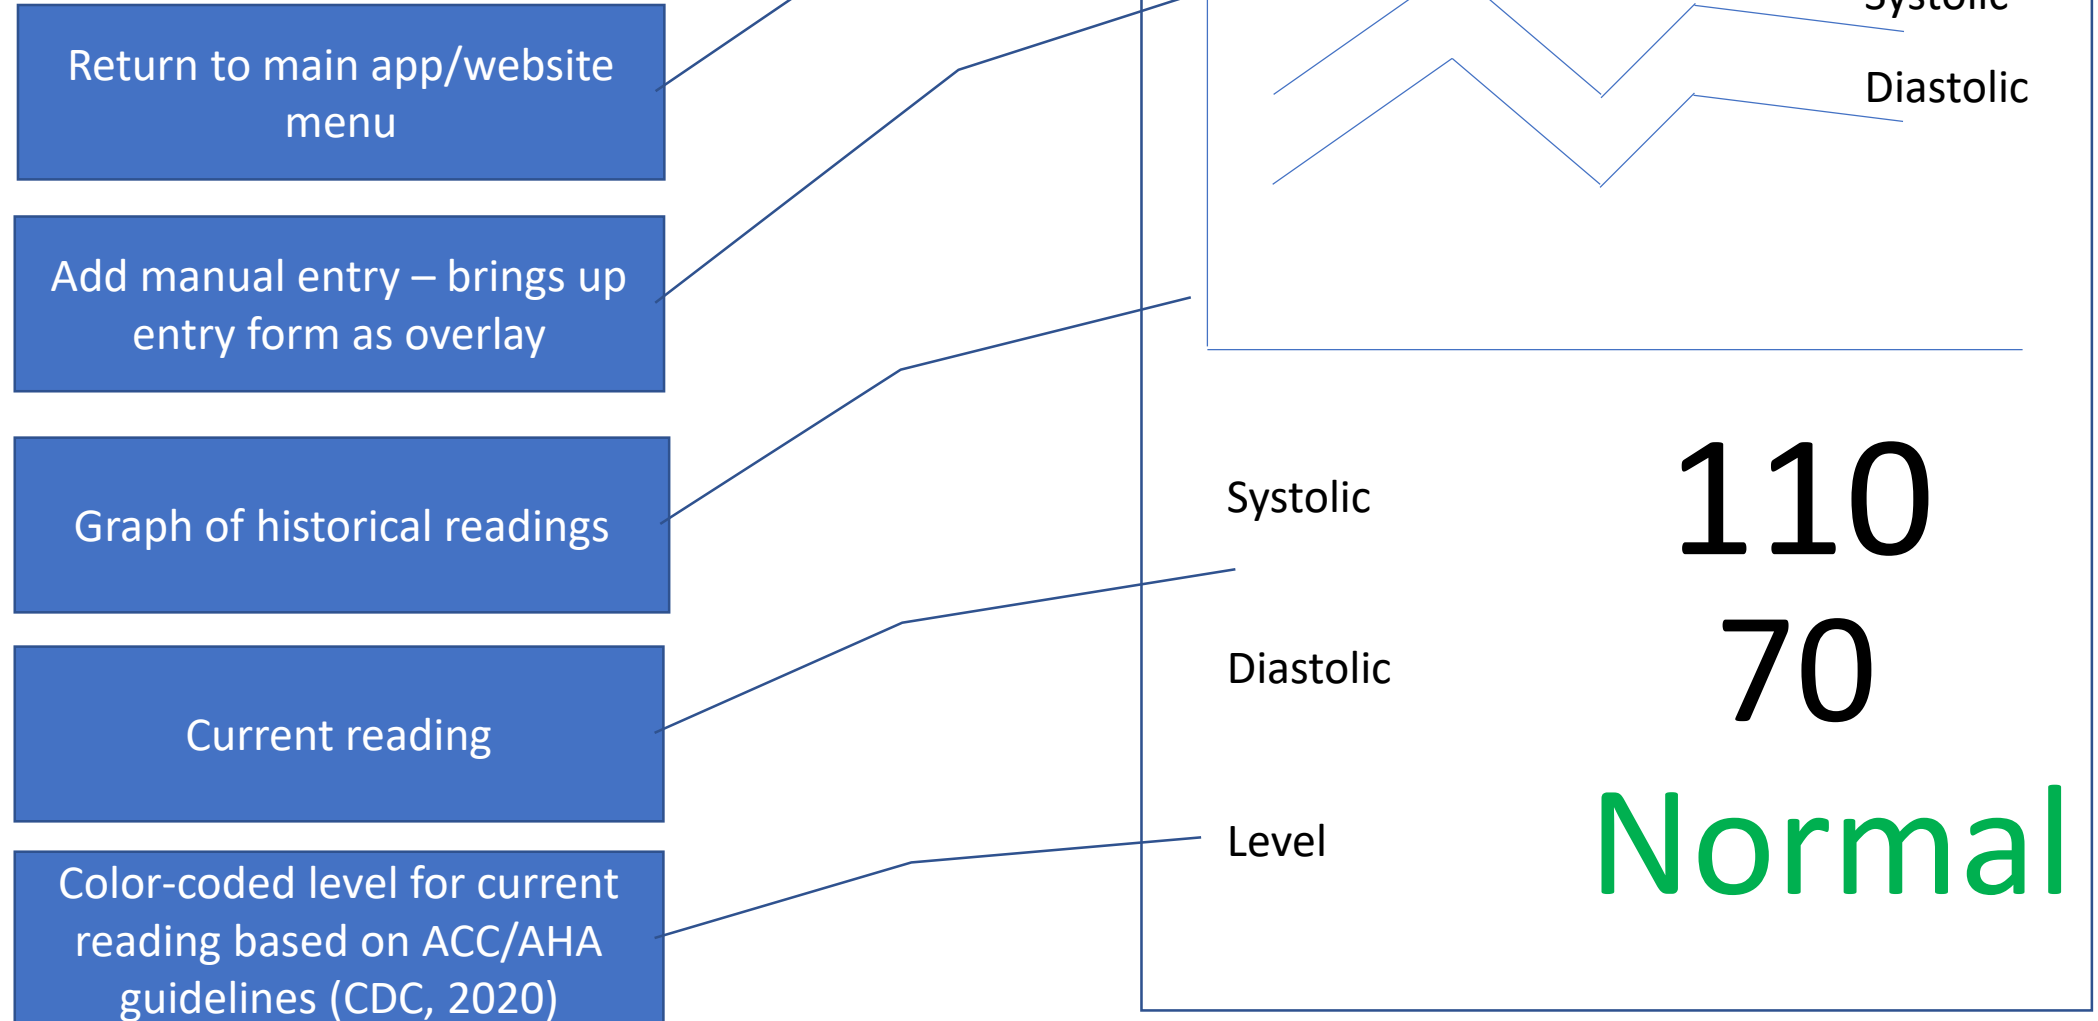 Return to main app/website
menu
Add manual entry – brings up
entry form as overlay
Graph of historical readings
Current reading
Color-coded level for current
reading based on ACC/AHA
guidelines (CDC, 2020)
Systolic
Diastolic
Systolic 110
Diastolic 70
Level Normal